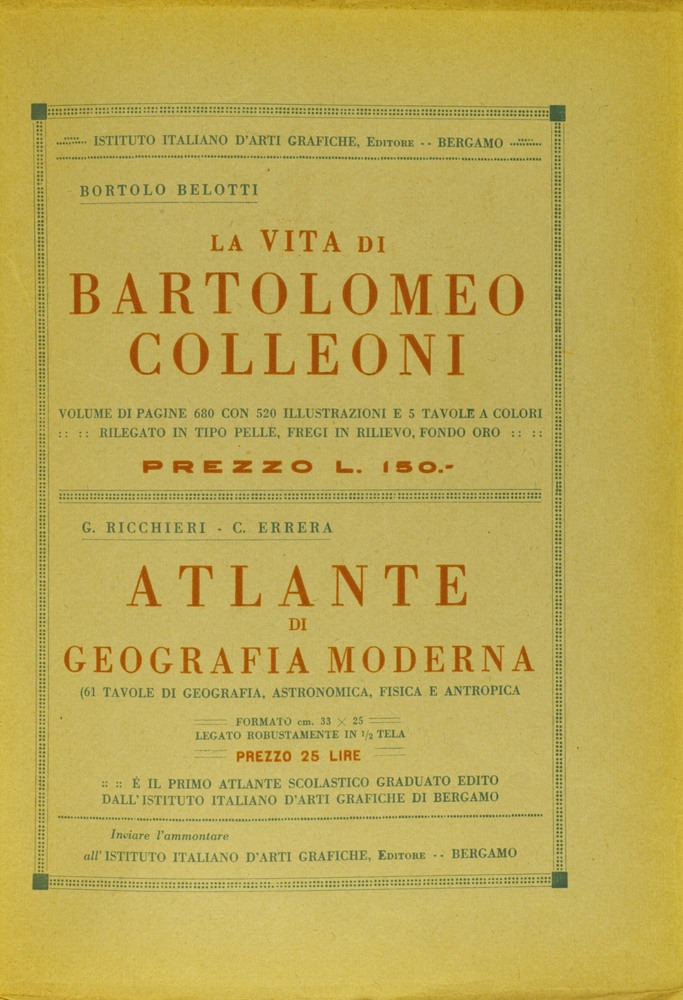 ISTITUTO ITALIANO D'ARTI GRAFICHE, EDITORE -- BERGAMO
BORTOLO BELOTTI
LA VITA DI
BARTOLOMEO
COLLEONI
VOLUME DI PAGINE 680 CON 520 ILLUSTRAZIONI E 5 TAVOLE A COLORI
:: :: RILEGATO IN TIPO PELLE, FREGI IN RILIEVO, FONDO ORO :: ::
PREZZO L. 150.-
G. RICCHIERI - C. ERRERA
ATLANTE
DI
GEOGRAFIA MODERNA
(61 TAVOLE DI GEOGRAFIA, ASTRONOMICA, FISICA E ANTROPICA
FORMATO cm. 33 × 25
LEGATO ROBUSTAMENTE IN 1/2 TELA
PREZZO 25 LIRE
:: :: É IL PRIMO ATLANTE SCOLASTICO GRADUATO EDITO
DALL'ISTITUTO ITALIANO D'ARTI GRAFICHE DI BERGAMO
Inviare l'ammontare
all' ISTITUTO ITALIANO D'ARTI GRAFICHE, EDITORE -- BERGAMO